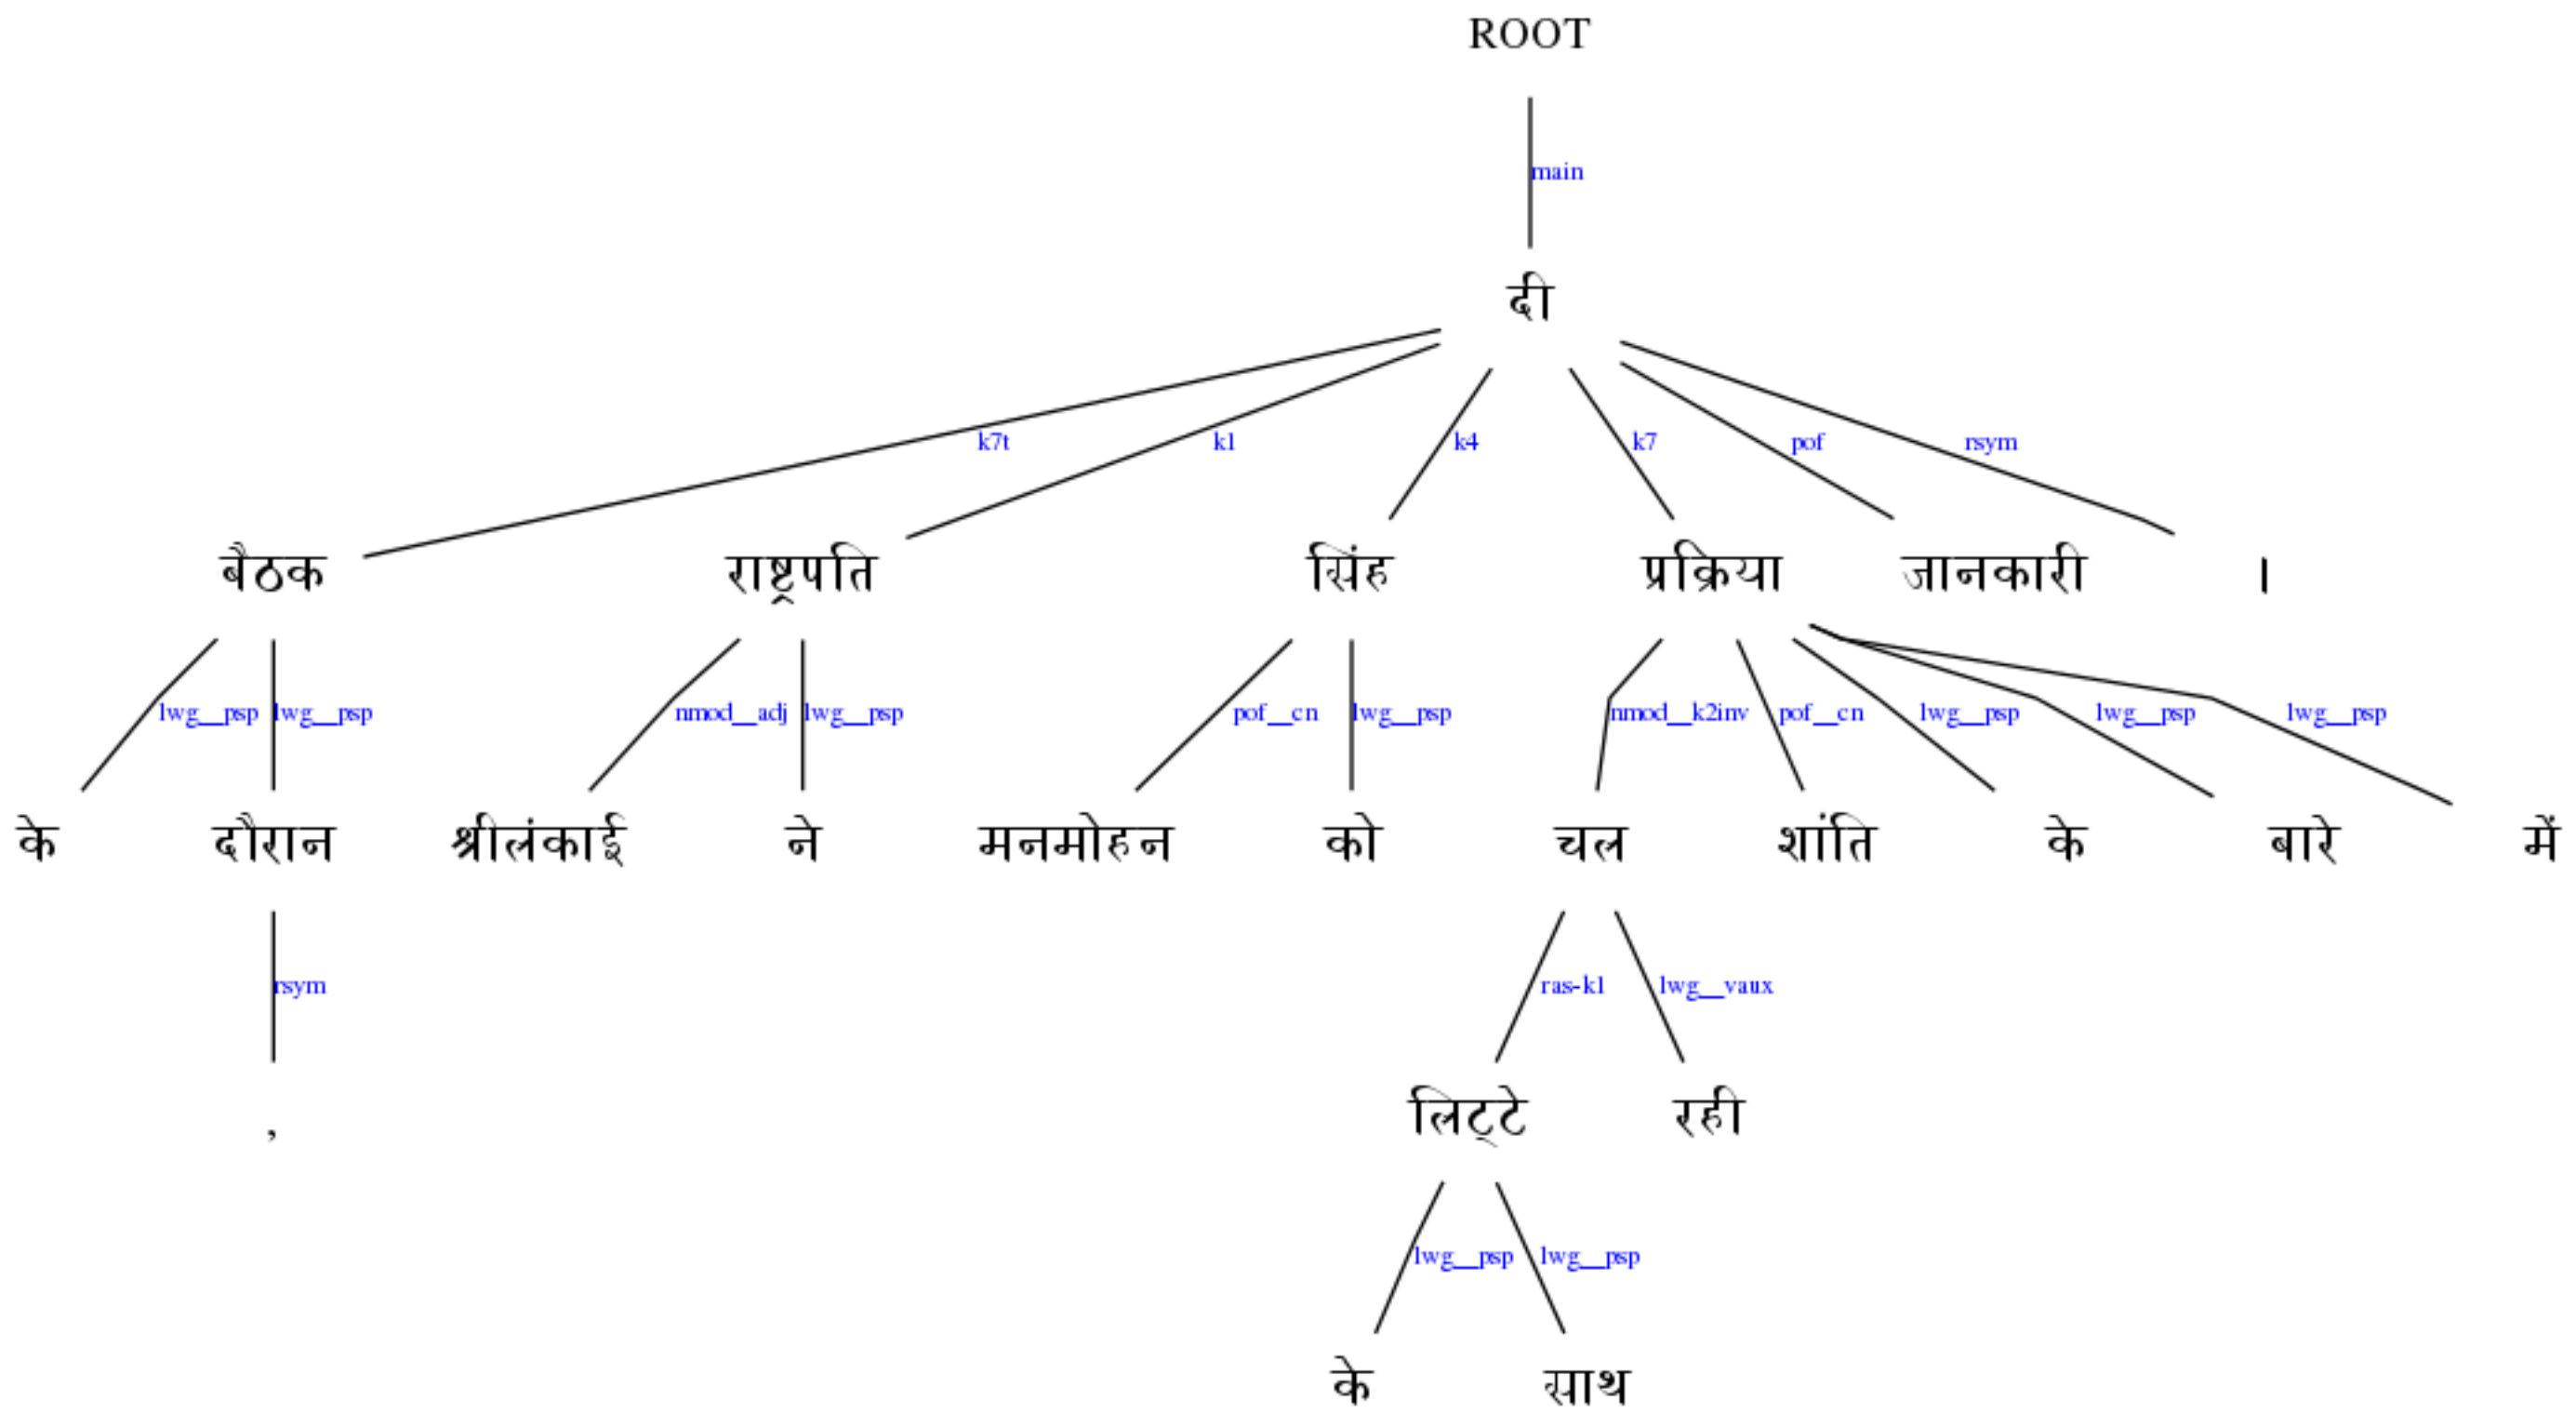 ROOT
main
दी
k7t k1 k4 k7 pof rsym
बैठक राष्ट्रपति सिंह प्रक्रिया जानकारी ।
lwg__psp lwg__psp nmod__adj lwg__psp pof__cn lwg__psp nmod__k2inv pof__cn lwg__psp lwg__psp lwg__psp
के दौरान श्रीलंकाई ने मनमोहन को चल शांति के बारे में
rsym ras-k1 lwg__vaux
, लिट्टे रही
lwg__psp lwg__psp
के साथ